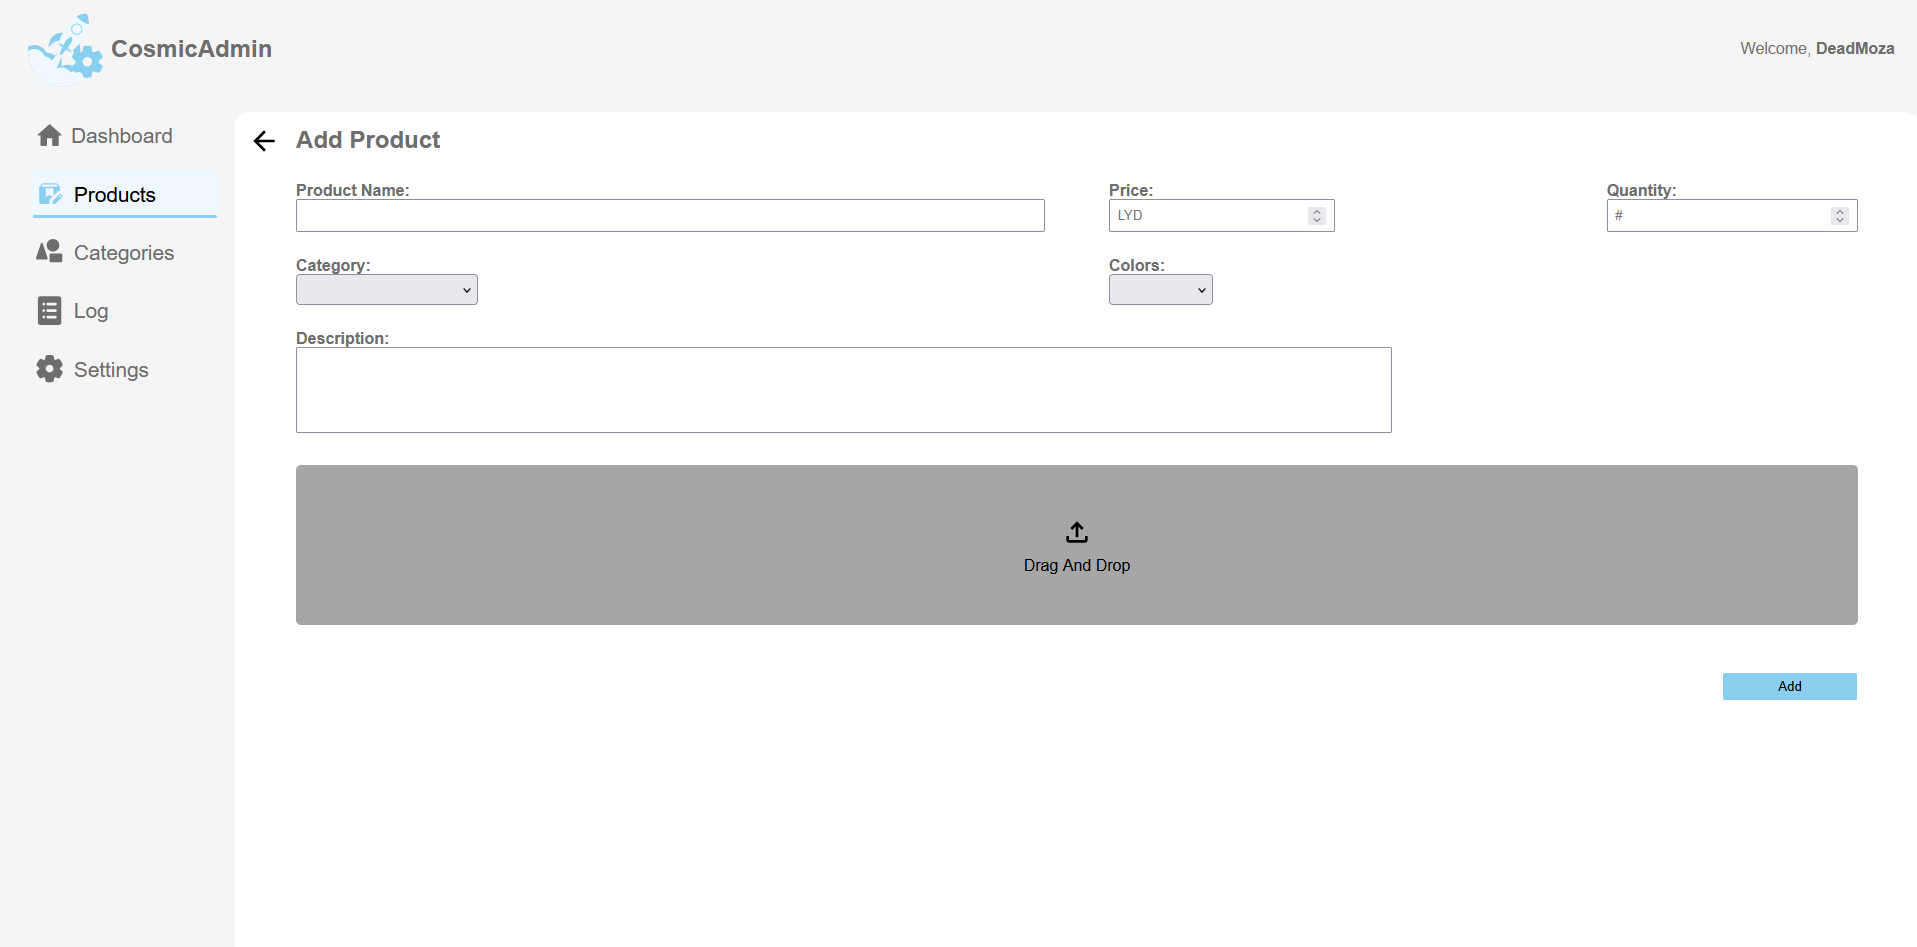 CosmicAdmin
Welcome, DeadMoza
Dashboard
Products
Categories
Log
Settings
Add Product
Product Name:
Price:
Quantity:
LYD
#
Category:
Colors:
Description:
Drag And Drop
Add